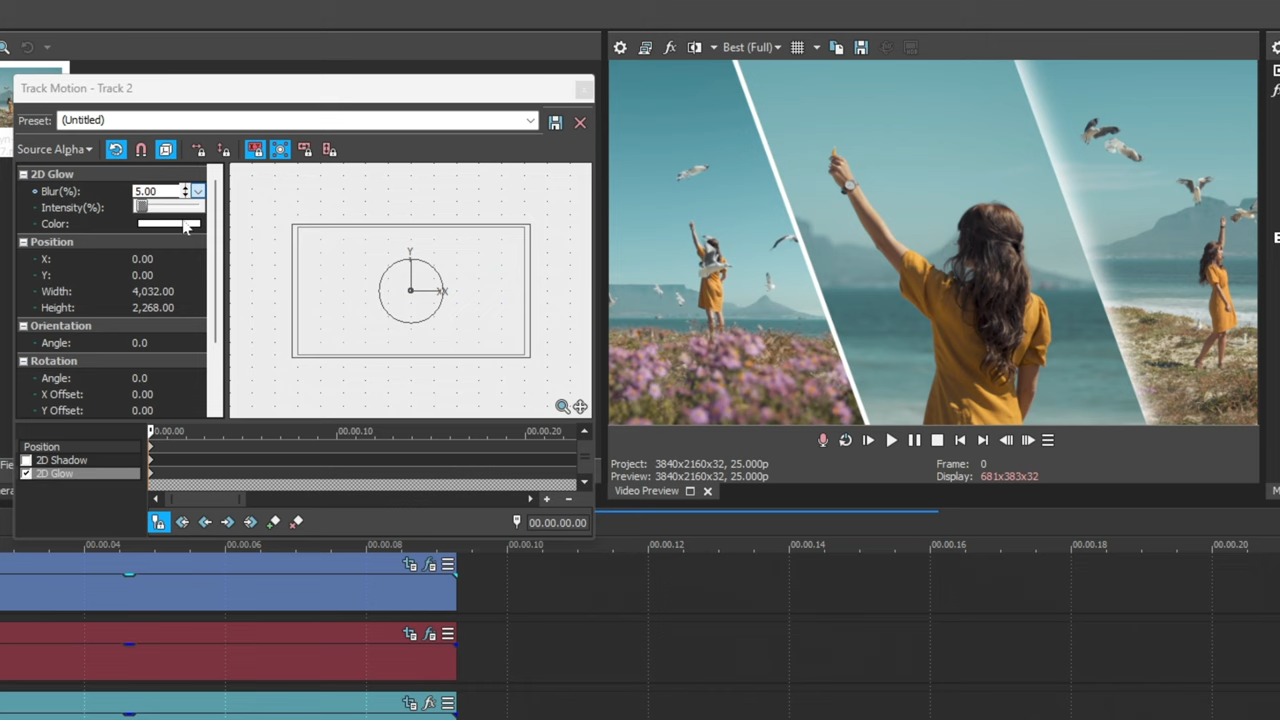 Best (Full)
Track Motion - Track 2
Preset: (Untitled)
Source Alpha
2D Glow
Blur(%): 5.00
Intensity(%):
Color:
Position
X: 0.00
Y: 0.00
Width: 4,032.00
Height: 2,268.00
Orientation
Angle: 0.0
Rotation
Angle: 0.0
X Offset: 0.00
Y Offset: 0.00
Y
X
00.00.10
00.00.20
Position
2D Shadow
2D Glow
00.00.00.00
Project: 3840x2160x32, 25.000p
Preview: 3840x2160x32, 25.000p
Frame: 0
Display: 681x383x32
Video Preview
00.00.04
00.00.06
00.00.08
00.00.10
00.00.12
00.00.14
00.00.16
00.00.18
00.00.20